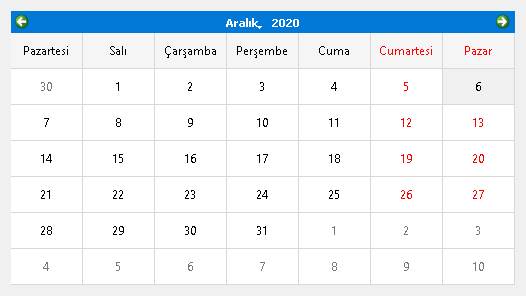 Aralık, 2020
Pazartesi Salı Çarşamba Perşembe Cuma Cumartesi Pazar
30 1 2 3 4 5 6
7 8 9 10 11 12 13
14 15 16 17 18 19 20
21 22 23 24 25 26 27
28 29 30 31 1 2 3
4 5 6 7 8 9 10